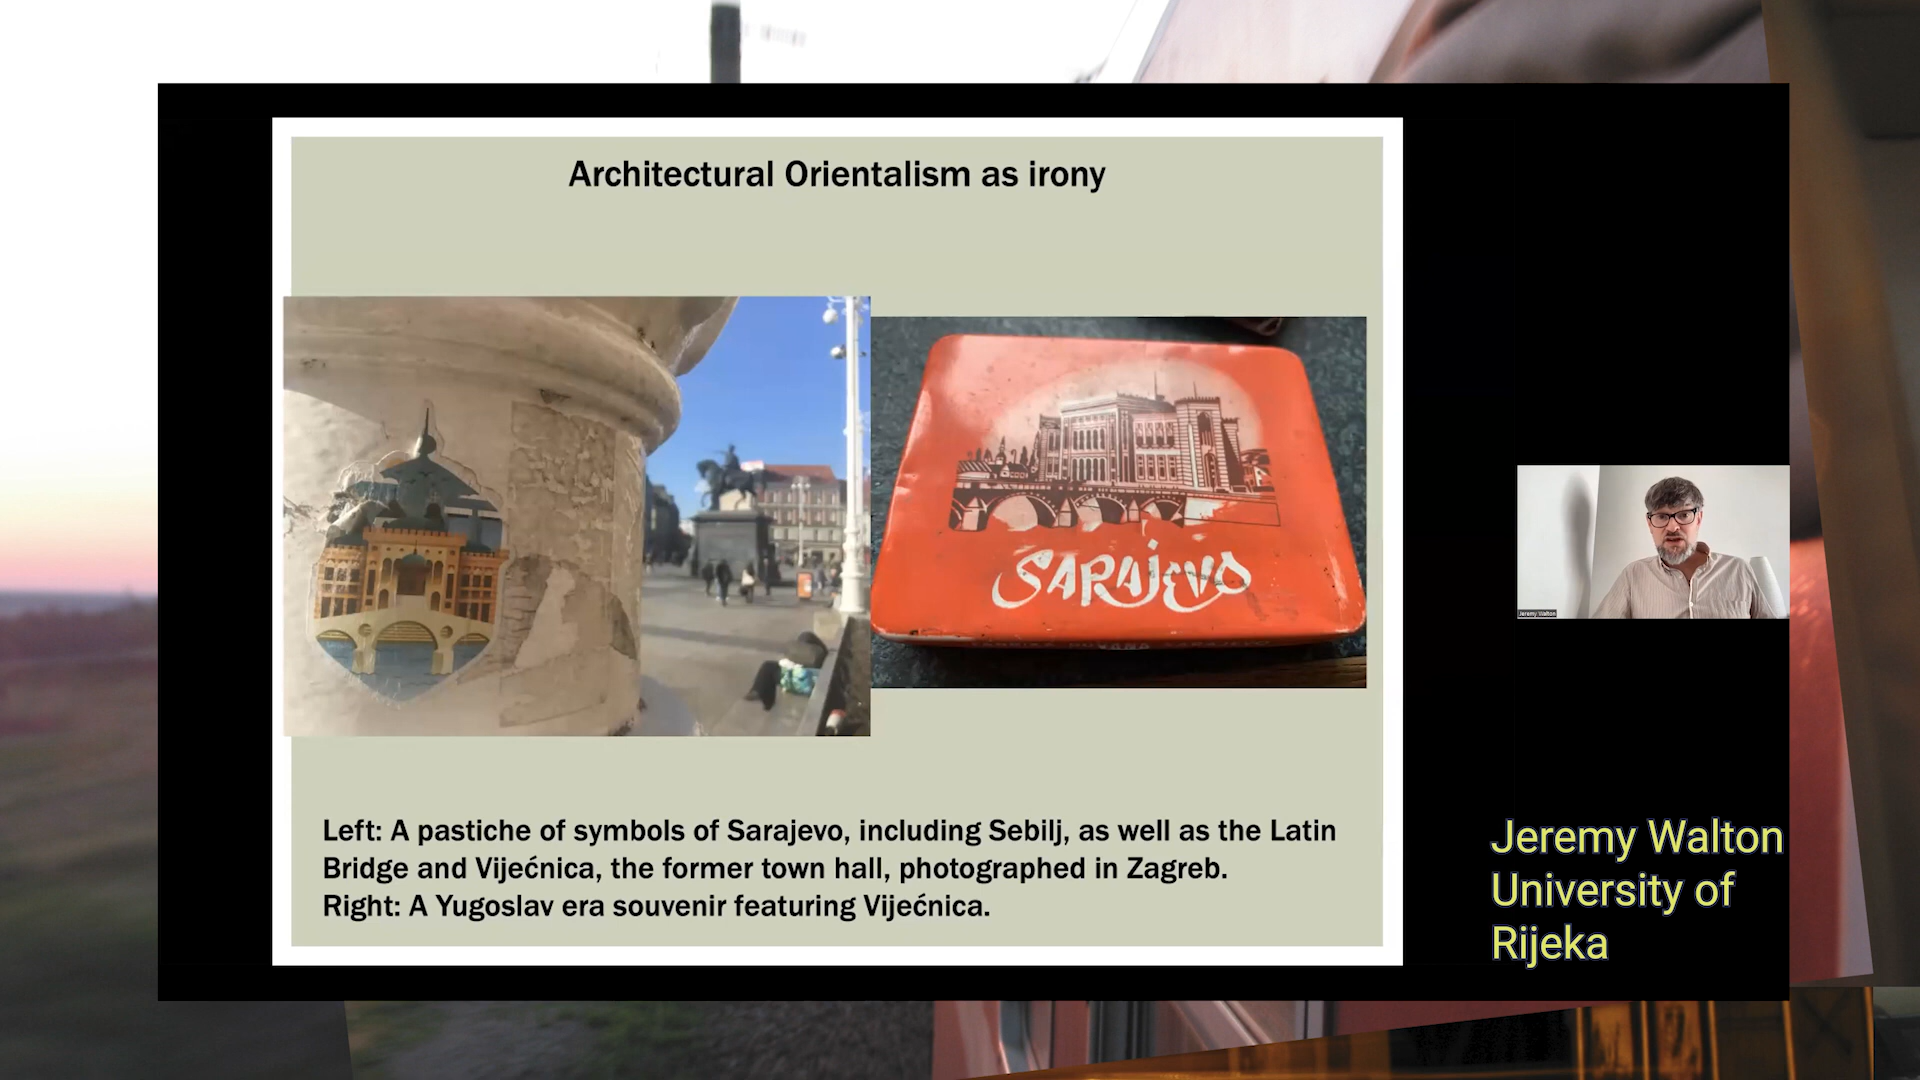 Architectural Orientalism as irony
SARAJEVO
Left: A pastiche of symbols of Sarajevo, including Sebilj, as well as the Latin
Bridge and Vijećnica, the former town hall, photographed in Zagreb.
Right: A Yugoslav era souvenir featuring Vijećnica.
Jeremy Walton
Jeremy Walton
University of
Rijeka